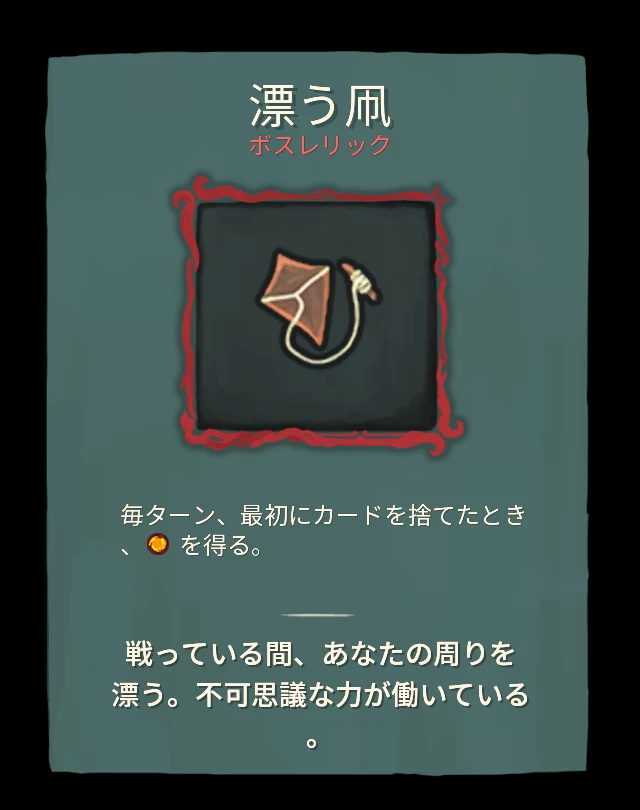 漂う凧
ボスレリック
毎ターン、最初にカードを捨てたとき
、 を得る。
戦っている間、あなたの周りを
漂う。不可思議な力が働いている
。